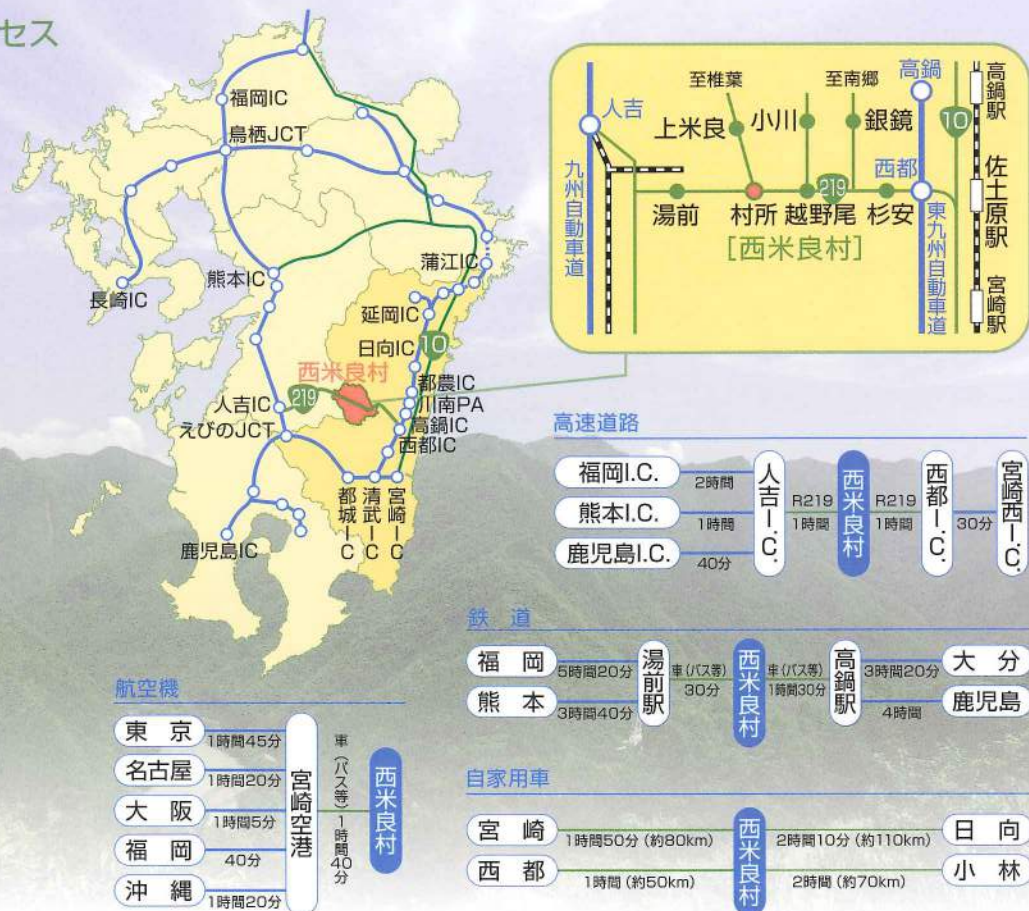 セス
福岡IC
鳥栖JCT
長崎IC
熊本IC
蒲江IC
延岡IC
日向IC
10
西米良村
219
都農IC
川南PA
高鍋IC
西都IC
人吉IC
えびのJCT
都城IC
清武IC
宮崎IC
鹿児島IC
人吉
九州自動車道
至椎葉
上米良
小川
至南郷
銀鏡
高鍋
10
高鍋駅
西都
佐土原駅
219
湯前
村所
越野尾
杉安
[西米良村]
東九州自動車道
宮崎駅
高速道路
福岡I.C.
2時間
熊本I.C.
1時間
鹿児島I.C.
40分
人吉I.C.
R219
1時間
西米良村
R219
1時間
西都I.C.
30分
宮崎西I.C.
鉄 道
福 岡
5時間20分
熊 本
3時間40分
湯前駅
車(バス等)
30分
西米良村
車(バス等)
1時間30分
高鍋駅
3時間20分
大 分
4時間
鹿児島
航空機
東 京
1時間45分
名古屋
1時間20分
大 阪
1時間5分
福 岡
40分
沖 縄
1時間20分
宮崎空港
車(バス等)1時間40分
西米良村
自家用車
宮 崎
1時間50分(約80km)
西 都
1時間(約50km)
西米良村
2時間10分(約110km)
日 向
2時間(約70km)
小 林